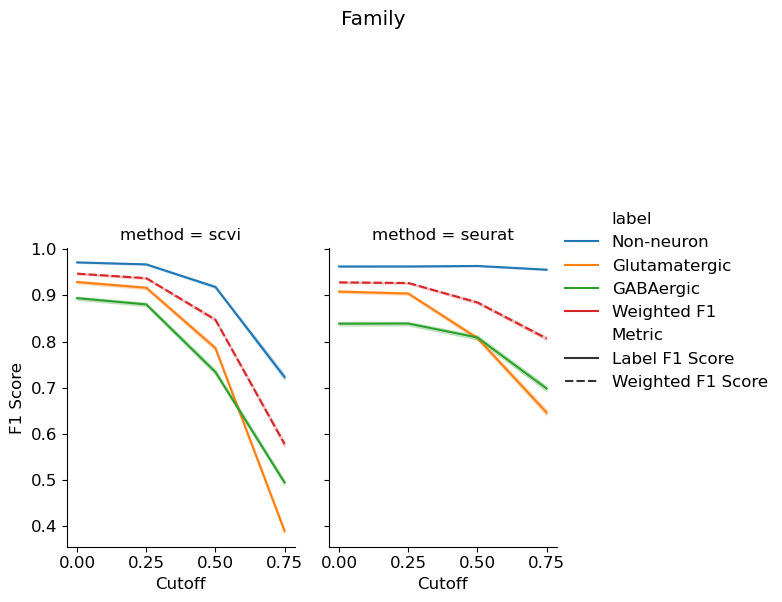 Family
method = scvi
method = seurat
label
Non-neuron
Glutamatergic
GABAergic
Weighted F1
Metric
Label F1 Score
Weighted F1 Score
F1 Score
1.0
0.9
0.8
0.7
0.6
0.5
0.4
0.00 0.25 0.50 0.75
0.00 0.25 0.50 0.75
Cutoff
Cutoff